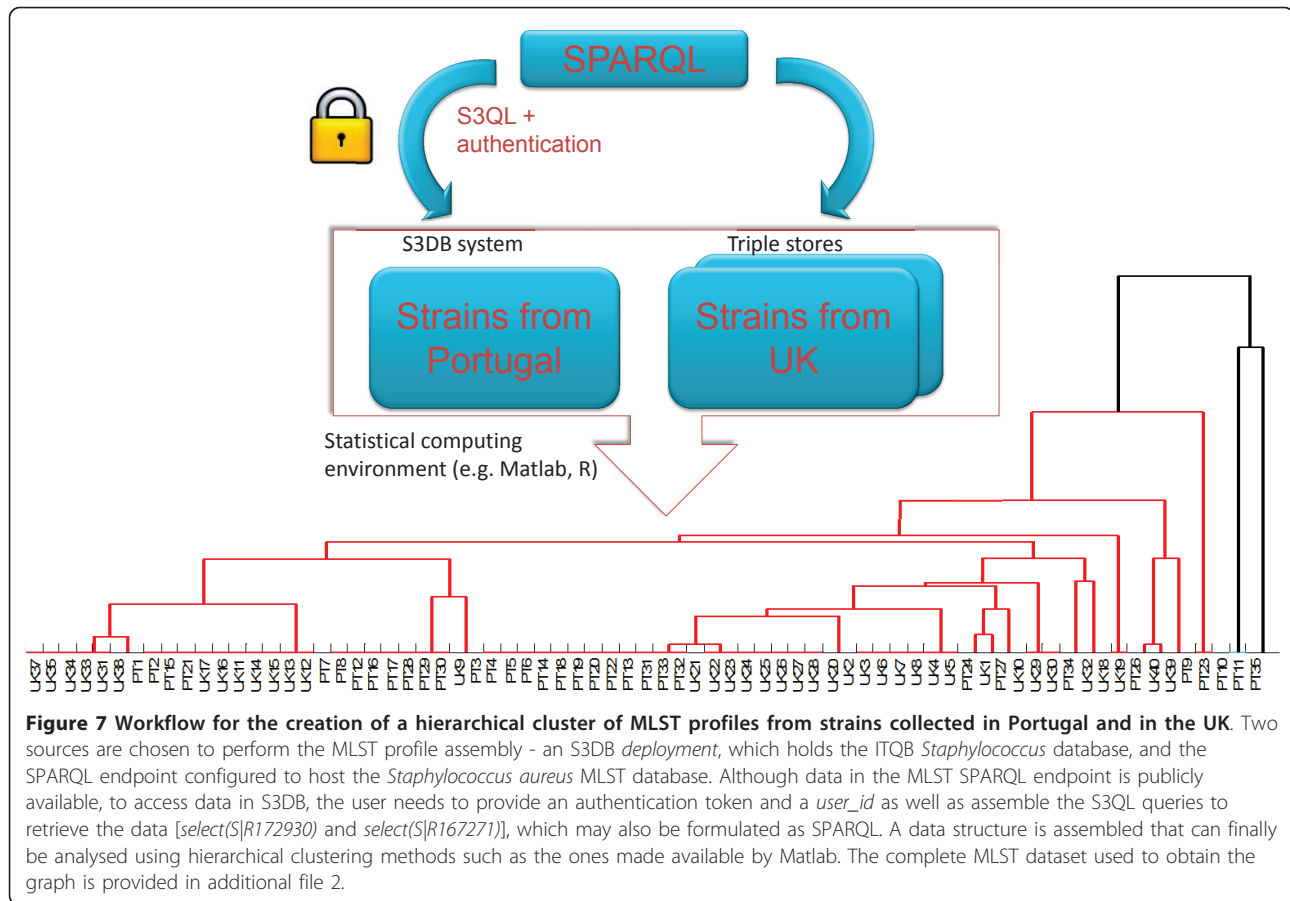 SPARQL
S3QL +
authentication
S3DB system
Triple stores
Strains from
Portugal
Strains from
UK
Statistical computing
environment (e.g. Matlab, R)
UK37 UK35 UK34 UK33 UK31 UK38 PT1 PT2 PT15 PT21 UK17 UK16 UK11 UK14 UK15 UK13 UK12 PT7 PT8 PT12 PT16 PT17 PT28 PT29 PT30 UK9 PT3 PT4 PT5 PT6 PT14 PT18 PT19 PT20 PT22 PT13 PT31 PT33 PT32 UK21 UK22 UK23 UK24 UK25 UK26 UK27 UK28 UK20 UK2 UK3 UK6 UK7 UK8 UK4 UK5 PT24 UK1 PT27 UK10 UK29 UK30 PT34 UK32 UK18 UK19 PT26 UK40 UK39 PT9 PT23 PT10 PT11 PT35
Figure 7 Workflow for the creation of a hierarchical cluster of MLST profiles from strains collected in Portugal and in the UK. Two
sources are chosen to perform the MLST profile assembly - an S3DB deployment, which holds the ITQB Staphylococcus database, and the
SPARQL endpoint configured to host the Staphylococcus aureus MLST database. Although data in the MLST SPARQL endpoint is publicly
available, to access data in S3DB, the user needs to provide an authentication token and a user_id as well as assemble the S3QL queries to
retrieve the data [select(S|R172930) and select(S|R167271)], which may also be formulated as SPARQL. A data structure is assembled that can finally
be analysed using hierarchical clustering methods such as the ones made available by Matlab. The complete MLST dataset used to obtain the
graph is provided in additional file 2.